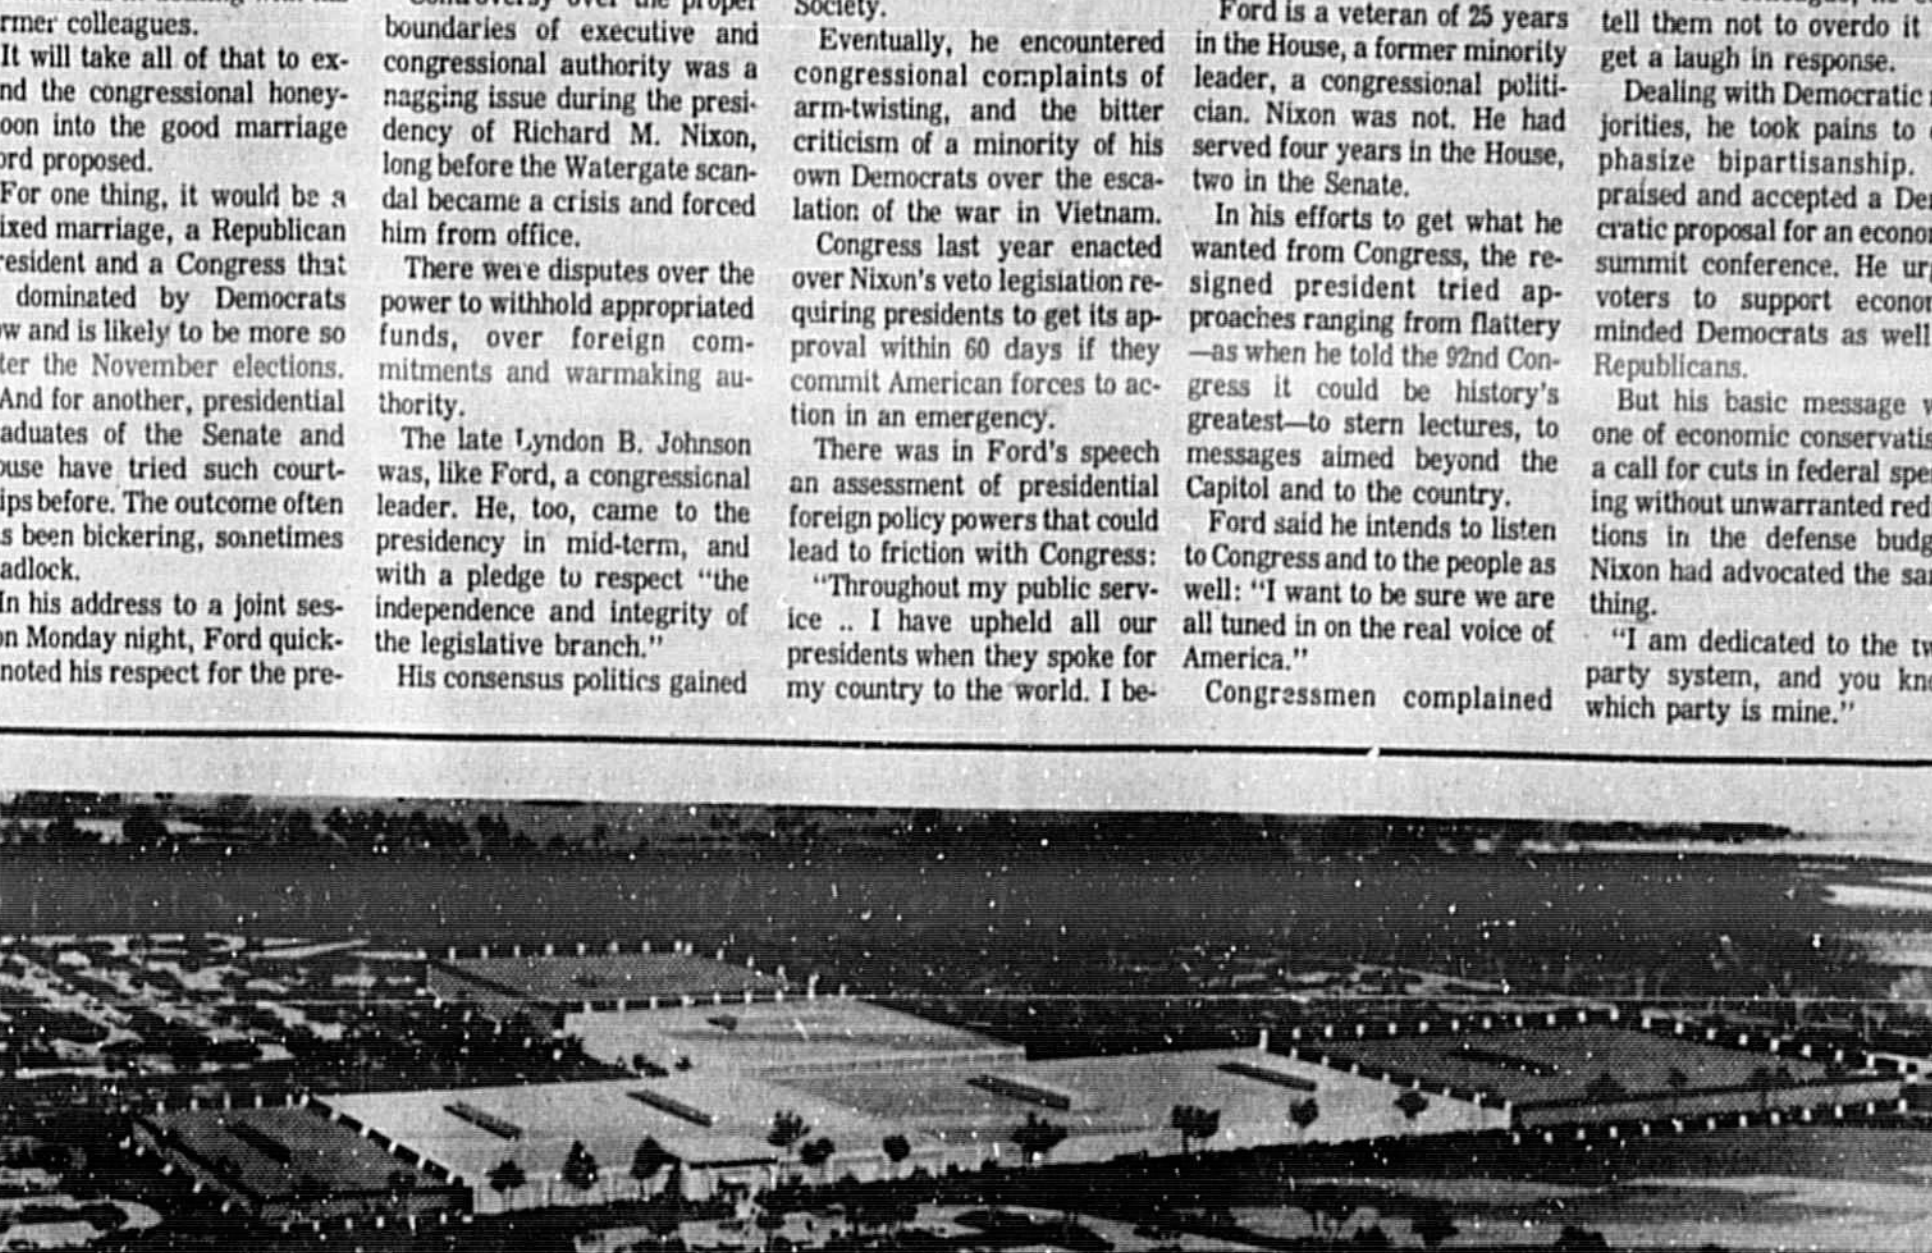 rmer colleagues.
It will take all of that to ex-
nd the congressional honey-
oon into the good marriage
ord proposed.
For one thing, it would be a
ixed marriage, a Republican
resident and a Congress that
dominated by Democrats
ow and is likely to be more so
ter the November elections.
And for another, presidential
aduates of the Senate and
ouse have tried such court-
ips before. The outcome often
s been bickering, sometimes
adlock.
In his address to a joint ses-
on Monday night, Ford quick-
noted his respect for the pre-
Controversy over the proper
boundaries of executive and
congressional authority was a
nagging issue during the presi-
dency of Richard M. Nixon,
long before the Watergate scan-
dal became a crisis and forced
him from office.
There were disputes over the
power to withhold appropriated
funds, over foreign com-
mitments and warmaking au-
thority.
The late Lyndon B. Johnson
was, like Ford, a congressional
leader. He, too, came to the
presidency in mid-term, and
with a pledge to respect “the
independence and integrity of
the legislative branch.”
His consensus politics gained
Society.
Eventually, he encountered
congressional complaints of
arm-twisting, and the bitter
criticism of a minority of his
own Democrats over the esca-
lation of the war in Vietnam.
Congress last year enacted
over Nixon's veto legislation re-
quiring presidents to get its ap-
proval within 60 days if they
commit American forces to ac-
tion in an emergency.
There was in Ford's speech
an assessment of presidential
foreign policy powers that could
lead to friction with Congress:
“Throughout my public serv-
ice .. I have upheld all our
presidents when they spoke for
my country to the world. I be-
Ford is a veteran of 25 years
in the House, a former minority
leader, a congressional politi-
cian. Nixon was not. He had
served four years in the House,
two in the Senate.
In his efforts to get what he
wanted from Congress, the re-
signed president tried ap-
proaches ranging from flattery
—as when he told the 92nd Con-
gress it could be history's
greatest—to stern lectures, to
messages aimed beyond the
Capitol and to the country.
Ford said he intends to listen
to Congress and to the people as
well: “I want to be sure we are
all tuned in on the real voice of
America.”
Congressmen complained
tell them not to overdo it
get a laugh in response.
Dealing with Democratic
jorities, he took pains to
phasize bipartisanship.
praised and accepted a De
cratic proposal for an econo
summit conference. He ur
voters to support econo
minded Democrats as well
Republicans.
But his basic message w
one of economic conservatis
a call for cuts in federal spe
ing without unwarranted red
tions in the defense budg
Nixon had advocated the sa
thing.
“I am dedicated to the tw
party system, and you kn
which party is mine.”